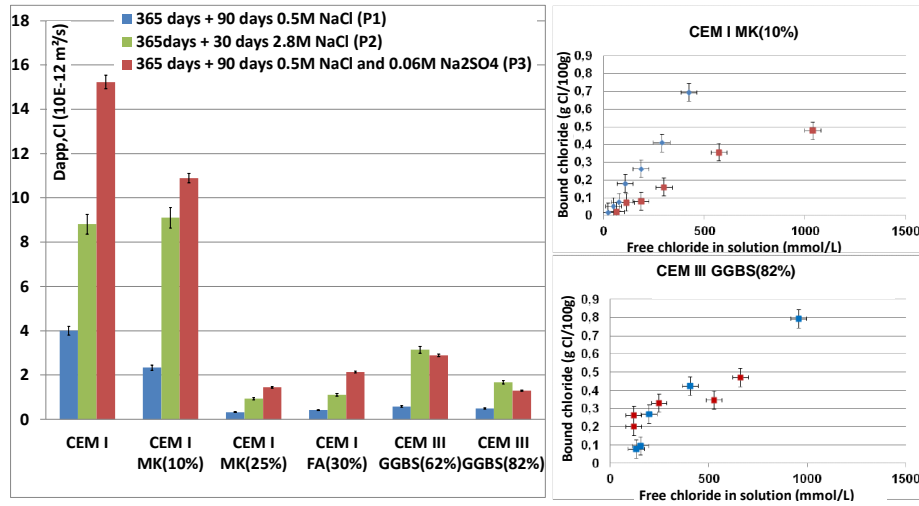 365 days + 90 days 0.5M NaCl (P1)
365days + 30 days 2.8M NaCl (P2)
365 days + 90 days 0.5M NaCl and 0.06M Na2SO4 (P3)
Dapp,Cl (10E-12 m²/s)
18
16
14
12
10
8
6
4
2
0
CEM I
CEM I
MK(10%)
CEM I
MK(25%)
CEM I
FA(30%)
CEM III
GGBS(62%)
CEM III
GGBS(82%)
CEM I MK(10%)
Bound chloride (g Cl/100g)
0,9
0,8
0,7
0,6
0,5
0,4
0,3
0,2
0,1
0
0
500
1000
1500
Free chloride in solution (mmol/L)
CEM III GGBS(82%)
Bound chloride (g Cl/100g)
0,9
0,8
0,7
0,6
0,5
0,4
0,3
0,2
0,1
0
0
500
1000
1500
Free chloride in solution (mmol/L)